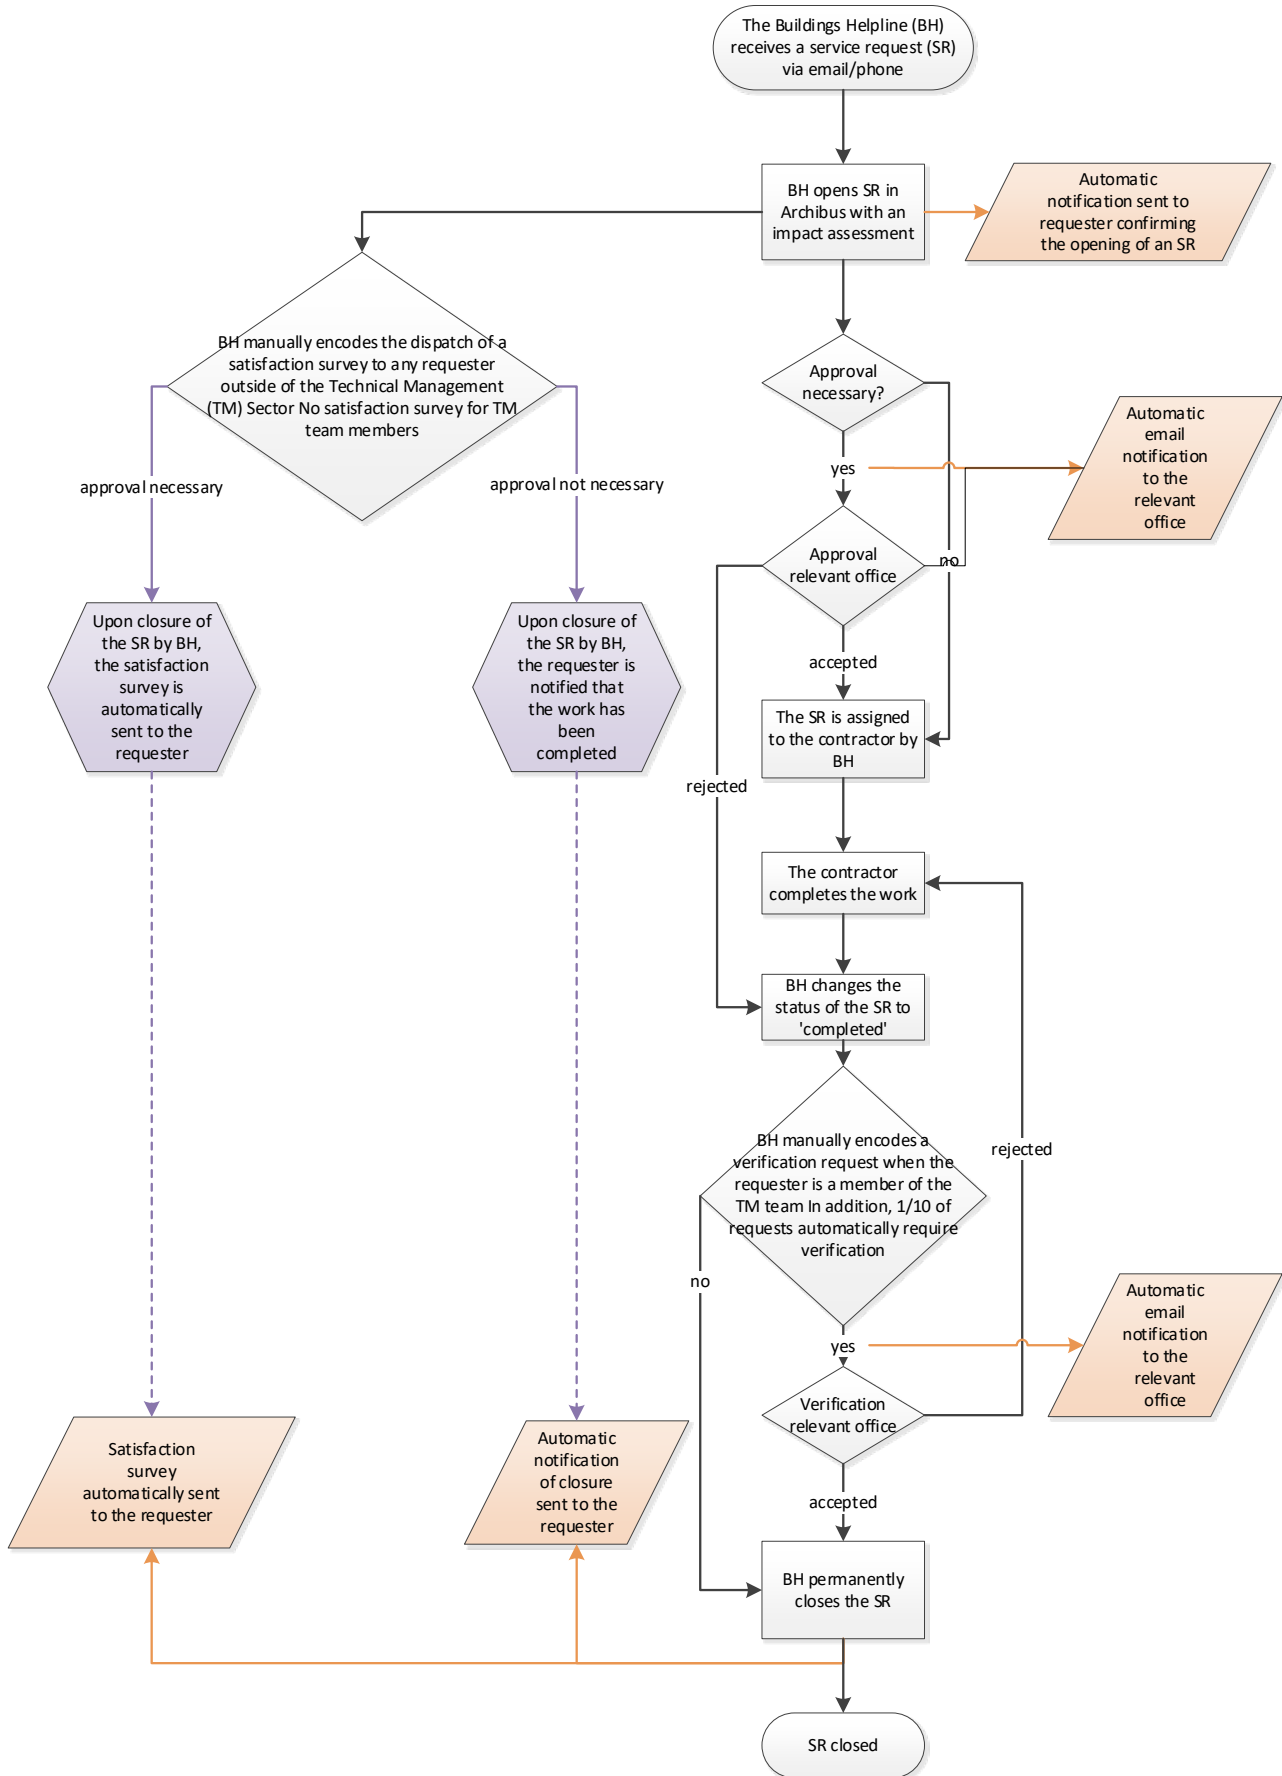 The Buildings Helpline (BH)
receives a service request (SR)
via email/phone
BH opens SR in
Archibus with an
impact assessment
Automatic
notification sent to
requester confirming
the opening of an SR
BH manually encodes the dispatch of a
satisfaction survey to any requester
outside of the Technical Management
(TM) Sector No satisfaction survey for TM
team members
Approval
necessary?
Automatic
email
notification
to the
relevant
office
yes
approval necessary
approval not necessary
Approval
relevant office
no
Upon closure of
the SR by BH,
the satisfaction
survey is
automatically
sent to the
requester
Upon closure of
the SR by BH,
the requester is
notified that
the work has
been
completed
accepted
The SR is assigned
to the contractor by
BH
rejected
The contractor
completes the work
BH changes the
status of the SR to
'completed'
BH manually encodes a
verification request when the
requester is a member of the
TM team In addition, 1/10 of
requests automatically require
verification
rejected
no
yes
Automatic
email
notification
to the
relevant
office
Verification
relevant office
Satisfaction
survey
automatically sent
to the requester
Automatic
notification
of closure
sent to the
requester
accepted
BH permanently
closes the SR
SR closed